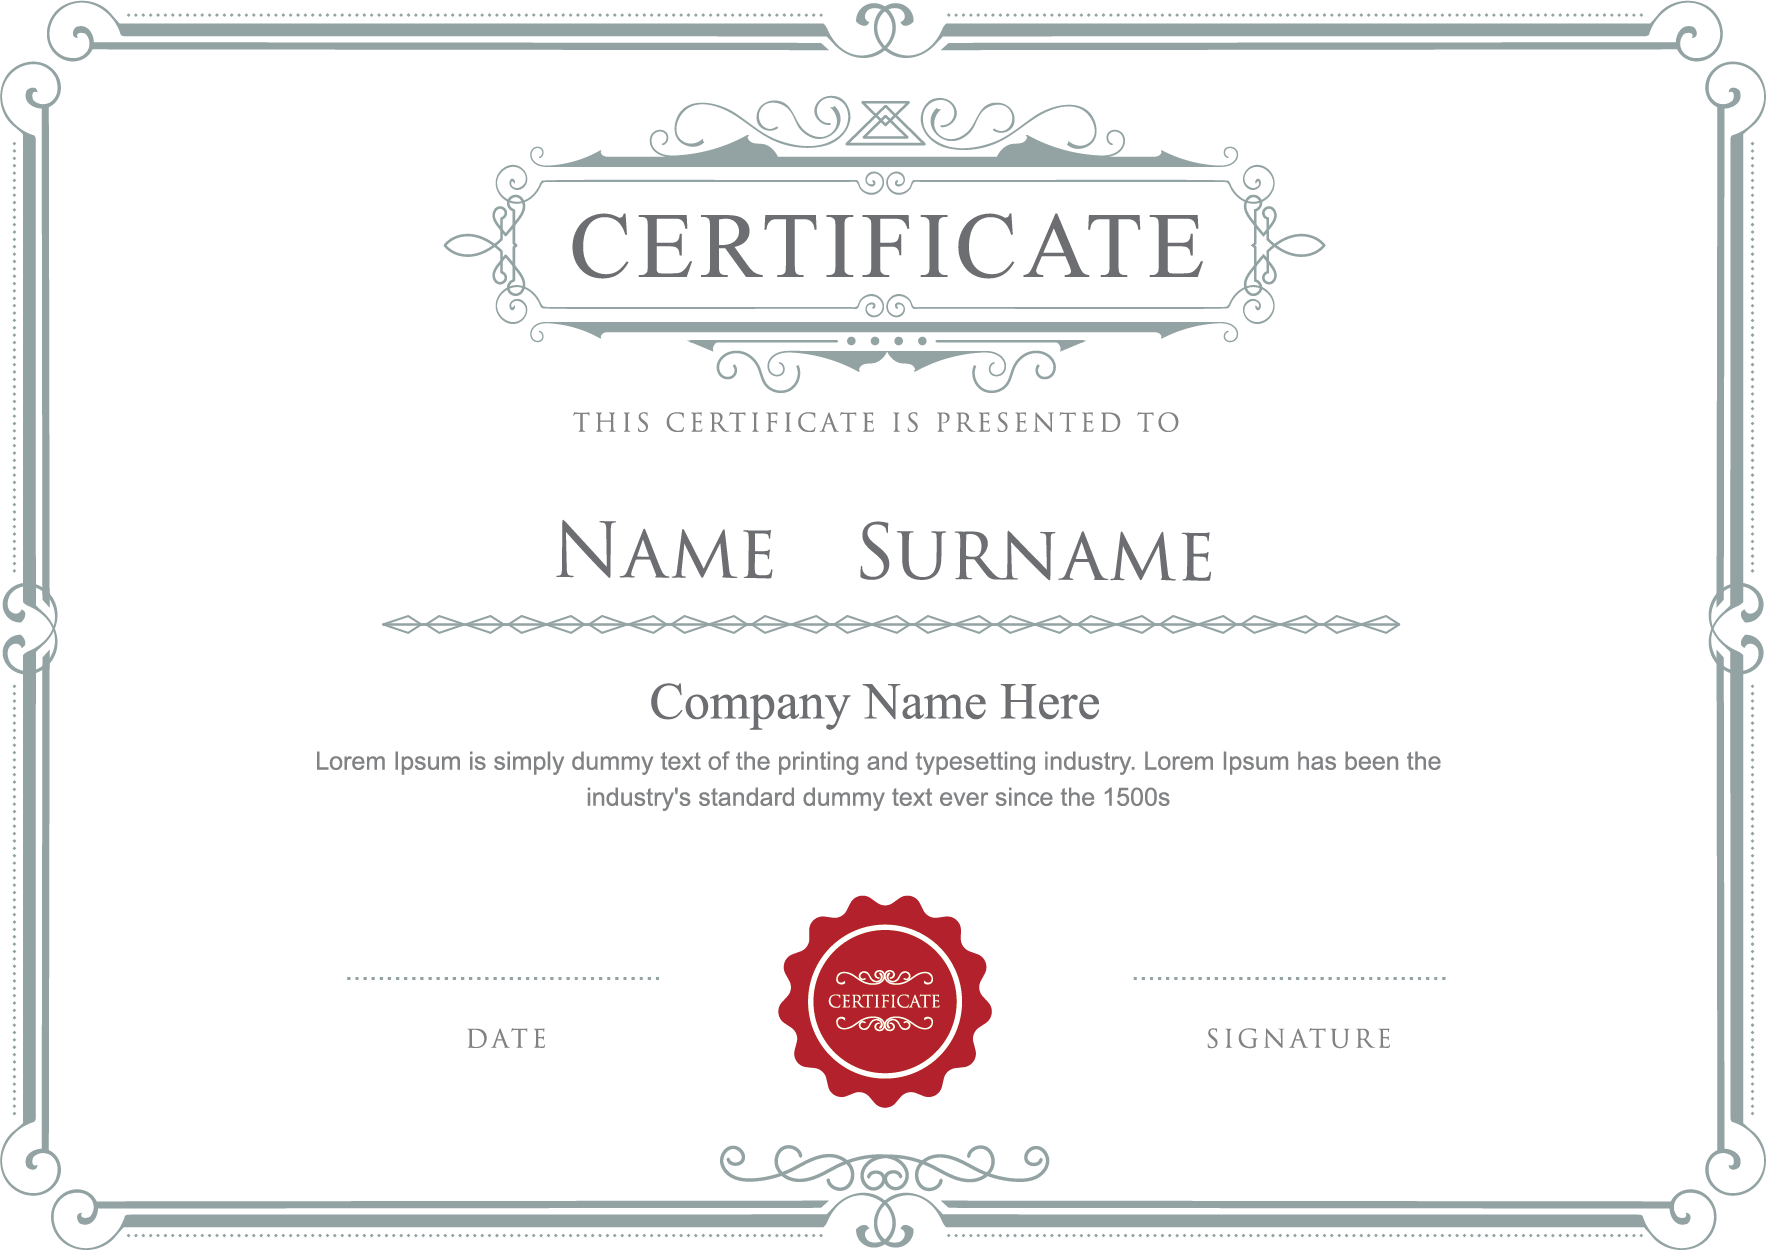 CERTIFICATE
THIS CERTIFICATE IS PRESENTED TO
NAME SURNAME
Company Name Here
Lorem Ipsum is simply dummy text of the printing and typesetting industry. Lorem Ipsum has been the
industry's standard dummy text ever since the 1500s
CERTIFICATE
DATE
SIGNATURE